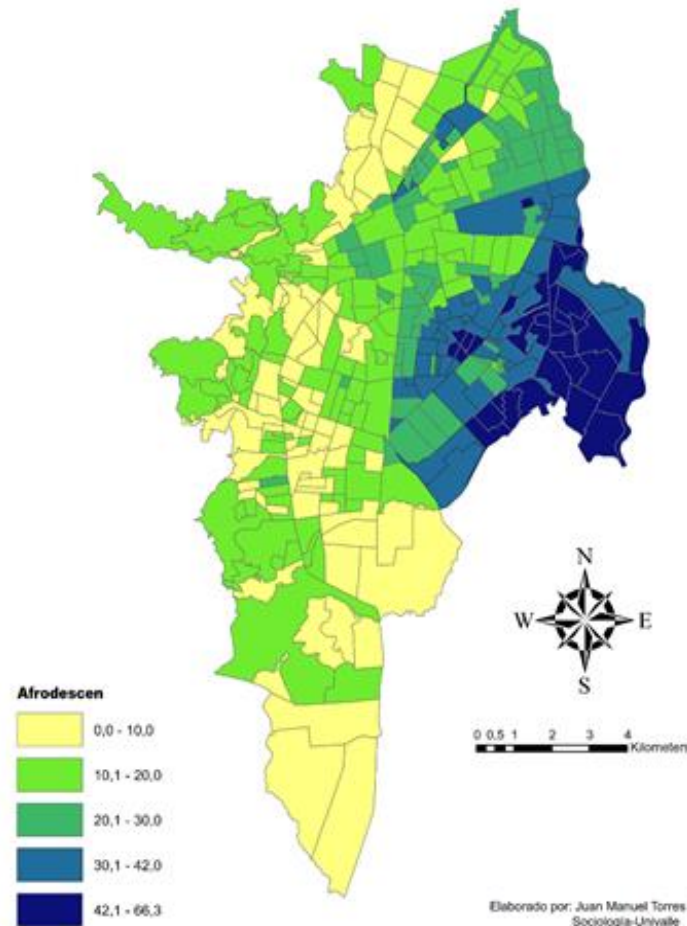 N
W E
S
Afrodescen
0,0 - 10,0
10,1 - 20,0
20,1 - 30,0
30,1 - 42,0
42,1 - 66,3
0 0.5 1 2 3 4
Kilometen
Elaborado por: Juan Manuel Torres
Sociología-Univalle